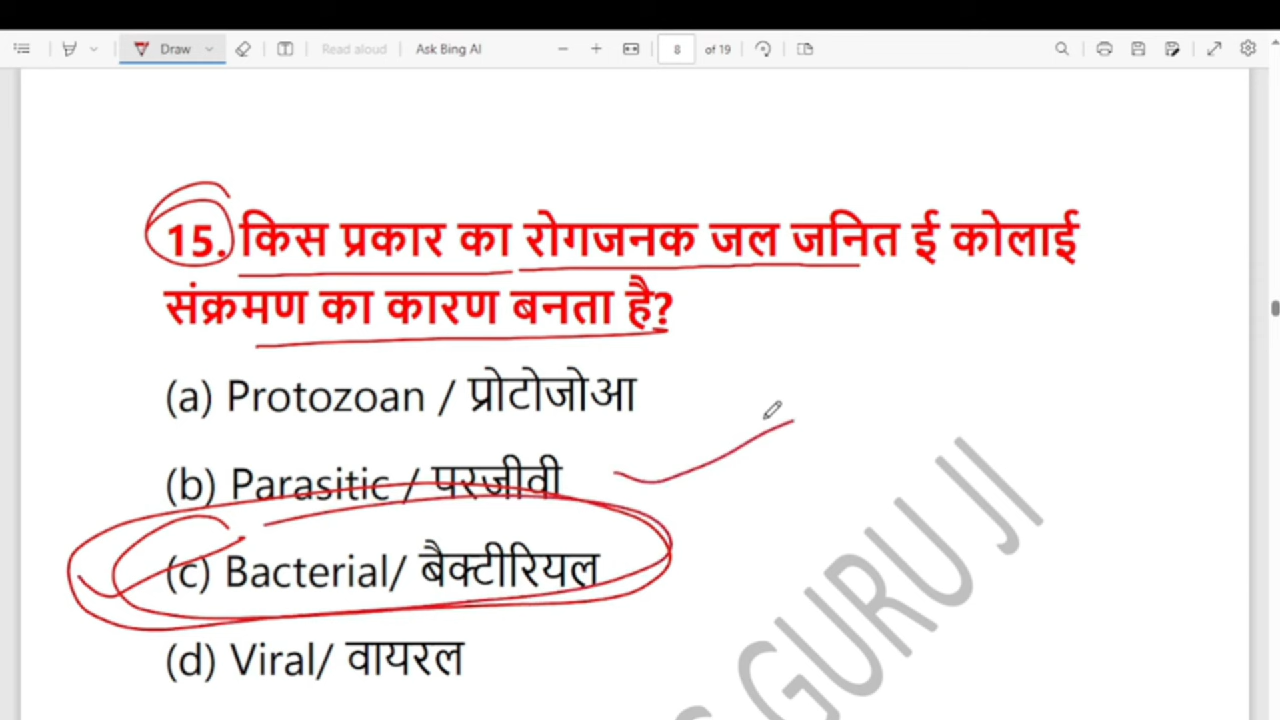 Draw
Read aloud
Ask Bing AI
8 of 19
15. किस प्रकार का रोगजनक जल जनित ई कोलाई
संक्रमण का कारण बनता है?
(a) Protozoan / प्रोटोजोआ
(b) Parasitic / परजीवी
(c) Bacterial/ बैक्टीरियल
(d) Viral/ वायरल
GURU JI